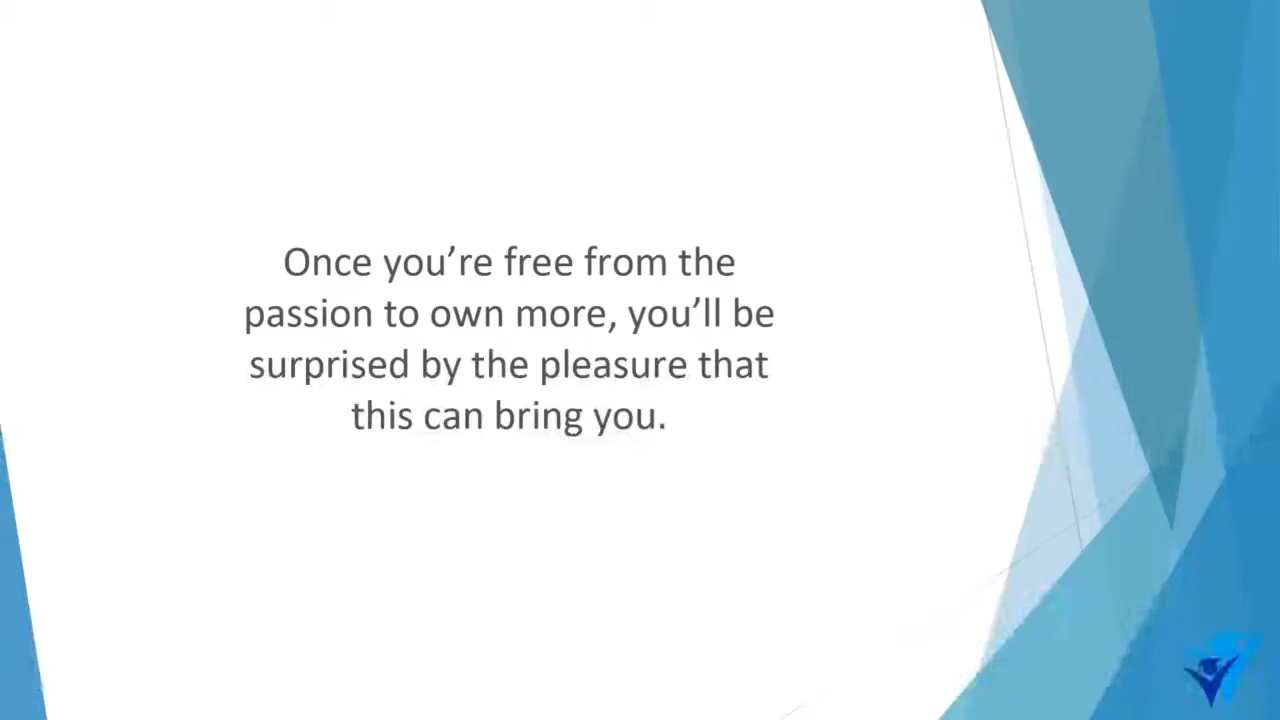 Once you’re free from the
passion to own more, you’ll be
surprised by the pleasure that
this can bring you.